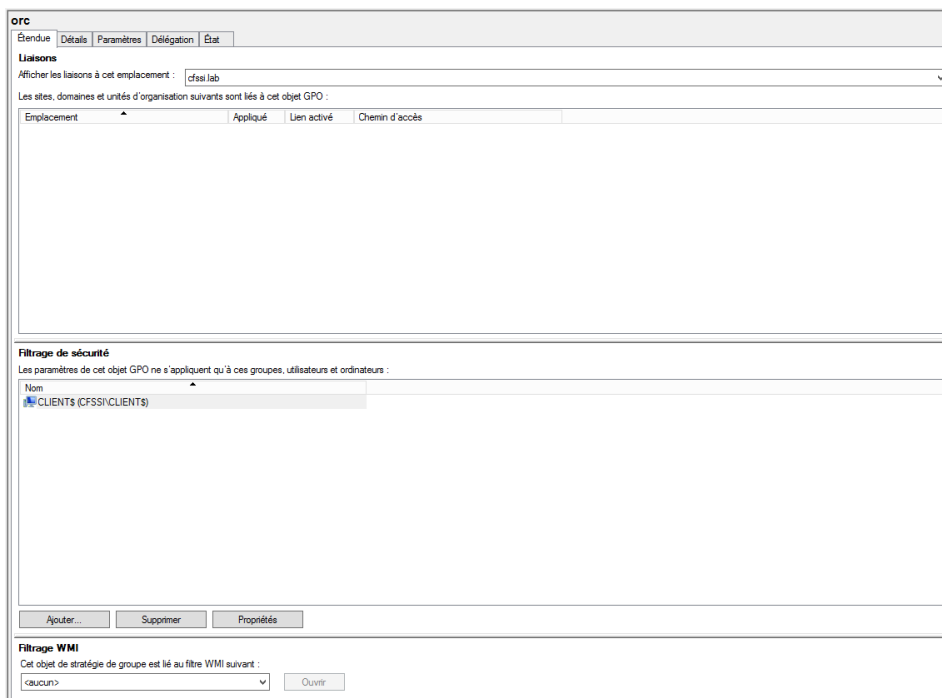 orc
Étendue Détails Paramètres Délégation État
Liaisons
Afficher les liaisons à cet emplacement : cfssi.lab
Les sites, domaines et unités d'organisation suivants sont liés à cet objet GPO :
Emplacement Appliqué Lien activé Chemin d'accès
Filtrage de sécurité
Les paramètres de cet objet GPO ne s'appliquent qu'à ces groupes, utilisateurs et ordinateurs :
Nom
CLIENT$ (CFSSI\CLIENT$)
Ajouter... Supprimer Propriétés
Filtrage WMI
Cet objet de stratégie de groupe est lié au filtre WMI suivant :
<aucun> Ouvrir